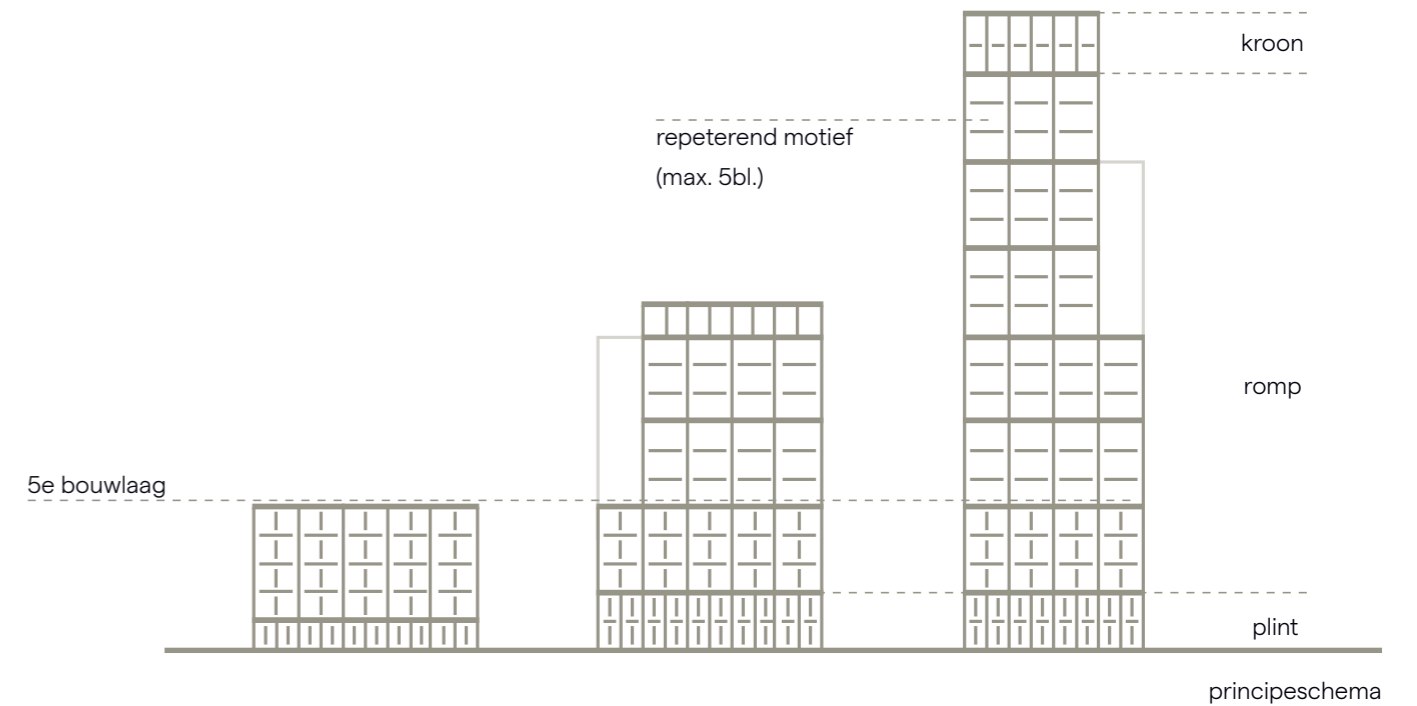 kroon
repeterend motief
(max. 5bl.)
romp
5e bouwlaag
plint
principeschema